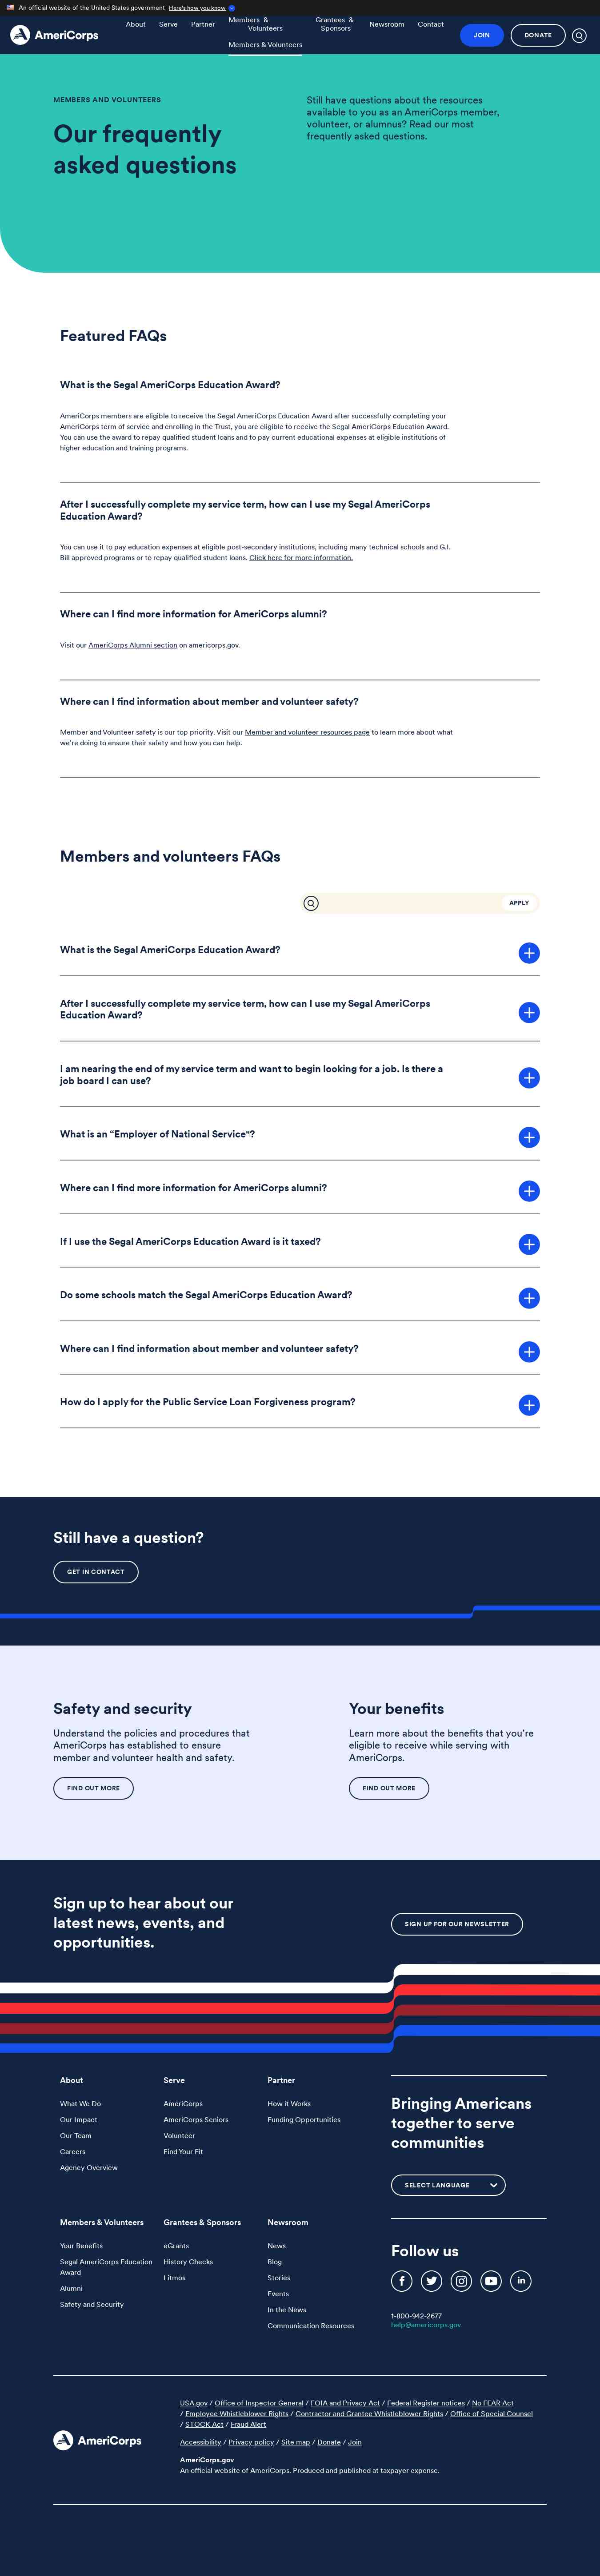 An official website of the United States government Here's how you know
AmeriCorps
About
Serve
Partner
Members & Volunteers
Grantees & Sponsors
Newsroom
Contact
JOIN
DONATE
Members & Volunteers
MEMBERS AND VOLUNTEERS
Our frequently
asked questions
Still have questions about the resources
available to you as an AmeriCorps member,
volunteer, or alumnus? Read our most
frequently asked questions.
Featured FAQs
What is the Segal AmeriCorps Education Award?
AmeriCorps members are eligible to receive the Segal AmeriCorps Education Award after successfully completing your
AmeriCorps term of service and enrolling in the Trust, you are eligible to receive the Segal AmeriCorps Education Award.
You can use the award to repay qualified student loans and to pay current educational expenses at eligible institutions of
higher education and training programs.
After I successfully complete my service term, how can I use my Segal AmeriCorps
Education Award?
You can use it to pay education expenses at eligible post-secondary institutions, including many technical schools and G.I.
Bill approved programs or to repay qualified student loans. Click here for more information.
Where can I find more information for AmeriCorps alumni?
Visit our AmeriCorps Alumni section on americorps.gov.
Where can I find information about member and volunteer safety?
Member and Volunteer safety is our top priority. Visit our Member and volunteer resources page to learn more about what
we're doing to ensure their safety and how you can help.
Members and volunteers FAQs
APPLY
What is the Segal AmeriCorps Education Award?
After I successfully complete my service term, how can I use my Segal AmeriCorps
Education Award?
I am nearing the end of my service term and want to begin looking for a job. Is there a
job board I can use?
What is an “Employer of National Service”?
Where can I find more information for AmeriCorps alumni?
If I use the Segal AmeriCorps Education Award is it taxed?
Do some schools match the Segal AmeriCorps Education Award?
Where can I find information about member and volunteer safety?
How do I apply for the Public Service Loan Forgiveness program?
Still have a question?
GET IN CONTACT
Safety and security
Understand the policies and procedures that
AmeriCorps has established to ensure
member and volunteer health and safety.
FIND OUT MORE
Your benefits
Learn more about the benefits that you're
eligible to receive while serving with
AmeriCorps.
FIND OUT MORE
Sign up to hear about our
latest news, events, and
opportunities.
SIGN UP FOR OUR NEWSLETTER
About
What We Do
Our Impact
Our Team
Careers
Agency Overview
Serve
AmeriCorps
AmeriCorps Seniors
Volunteer
Find Your Fit
Partner
How it Works
Funding Opportunities
Bringing Americans
together to serve
communities
SELECT LANGUAGE
Members & Volunteers
Your Benefits
Segal AmeriCorps Education
Award
Alumni
Safety and Security
Grantees & Sponsors
eGrants
History Checks
Litmos
Newsroom
News
Blog
Stories
Events
In the News
Communication Resources
Follow us
1-800-942-2677
help@americorps.gov
AmeriCorps
USA.gov / Office of Inspector General / FOIA and Privacy Act / Federal Register notices / No FEAR Act
/ Employee Whistleblower Rights / Contractor and Grantee Whistleblower Rights / Office of Special Counsel
/ STOCK Act / Fraud Alert
Accessibility / Privacy policy / Site map / Donate / Join
AmeriCorps.gov
An official website of AmeriCorps. Produced and published at taxpayer expense.